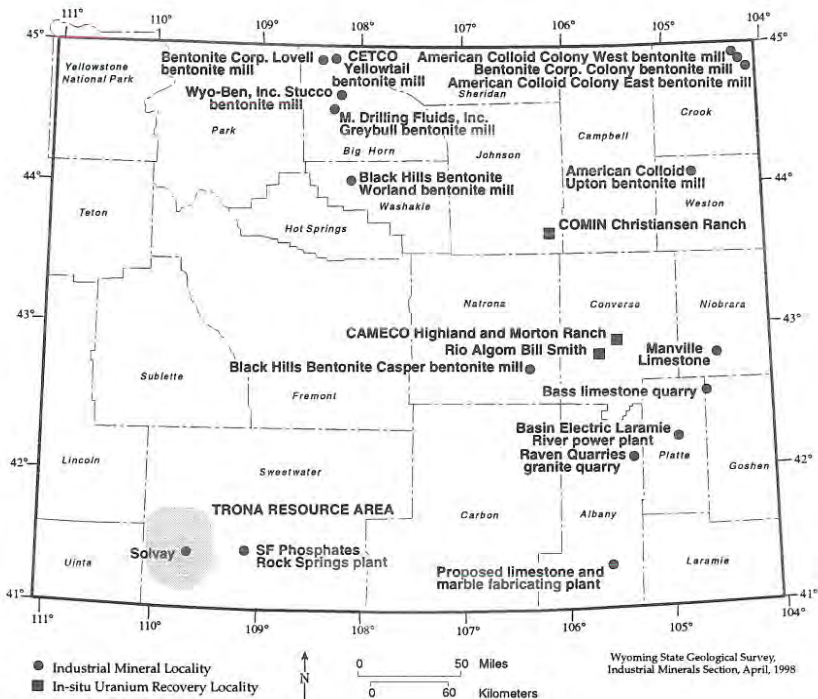 111°
110°
109°
108°
107°
106°
105°
104°
45°
45°
Yellowstone
National Park
Bentonite Corp. Lovell
bentonite mill
CETCO
Yellowtail
bentonite mill
American Colloid Colony West bentonite mill
Bentonite Corp. Colony bentonite mill
American Colloid Colony East bentonite mill
Sheridan
Wyo-Ben, Inc. Stucco
bentonite mill
Park
M. Drilling Fluids, Inc.
Greybull bentonite mill
Big Horn
Johnson
Campbell
Crook
44°
44°
Black Hills Bentonite
Worland bentonite mill
Washakie
American Colloid
Upton bentonite mill
Weston
Teton
Hot Springs
COMIN Christiansen Ranch
43°
43°
Natrona
Converse
Niobrara
CAMECO Highland and Morton Ranch
Rio Algom Bill Smith
Black Hills Bentonite Casper bentonite mill
Manville
Limestone
Sublette
Fremont
Bass limestone quarry
Basin Electric Laramie
River power plant
Raven Quarries
granite quarry
Platte
Goshen
42°
42°
Lincoln
Sweetwater
TRONA RESOURCE AREA
Carbon
Albany
Solvay
SF Phosphates
Rock Springs plant
Uinta
Proposed limestone and
marble fabricating plant
Laramie
41°
41°
111°
110°
109°
108°
107°
106°
105°
104°
Industrial Mineral Locality
In-situ Uranium Recovery Locality
N
0 50 Miles
0 60 Kilometers
Wyoming State Geological Survey,
Industrial Minerals Section, April, 1998